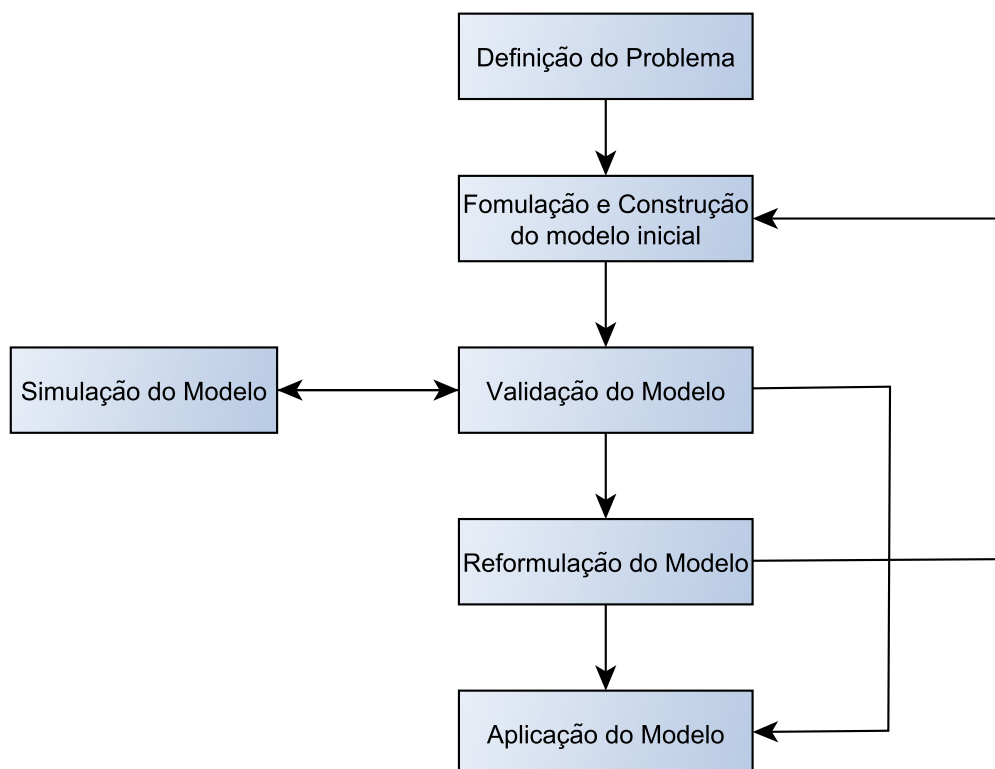 Definição do Problema
Fomulação e Construção
do modelo inicial
Simulação do Modelo
Validação do Modelo
Reformulação do Modelo
Aplicação do Modelo